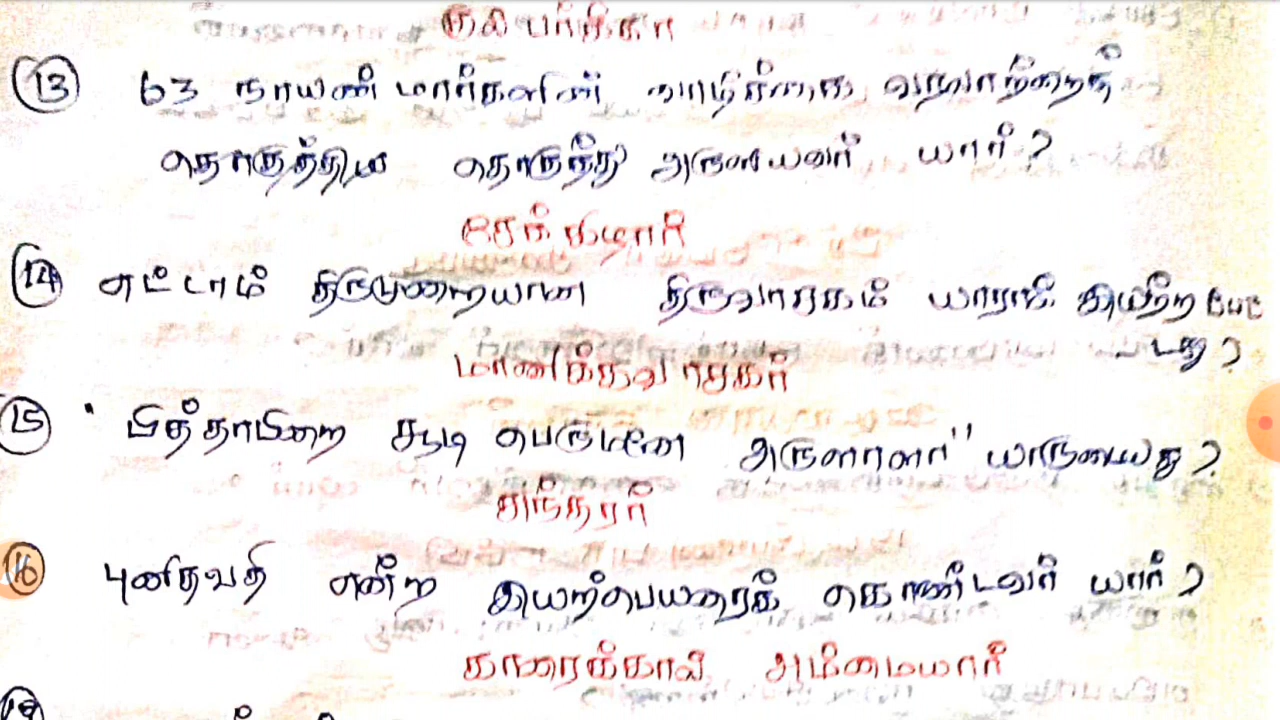 13 63 நாயன்மார்களின் வாழ்க்கை வரலாற்றைத்
தொகுத்திய தொகுத்து அருளியவர் யார்?
சேக்கிழார்
14 எட்டாம் திருமுறையான திருவாசகம் யாரால் இயற்றப்பட்
டது?
மாணிக்கவாசகர்
15 "பித்தாபிறை சூடி பெருமானே அருளாளா" யாருடையது?
சுந்தரர்
16 புனிதவதி என்ற இயற்பெயரைக் கொண்டவர் யார்?
காரைக்கால் அம்மையார்